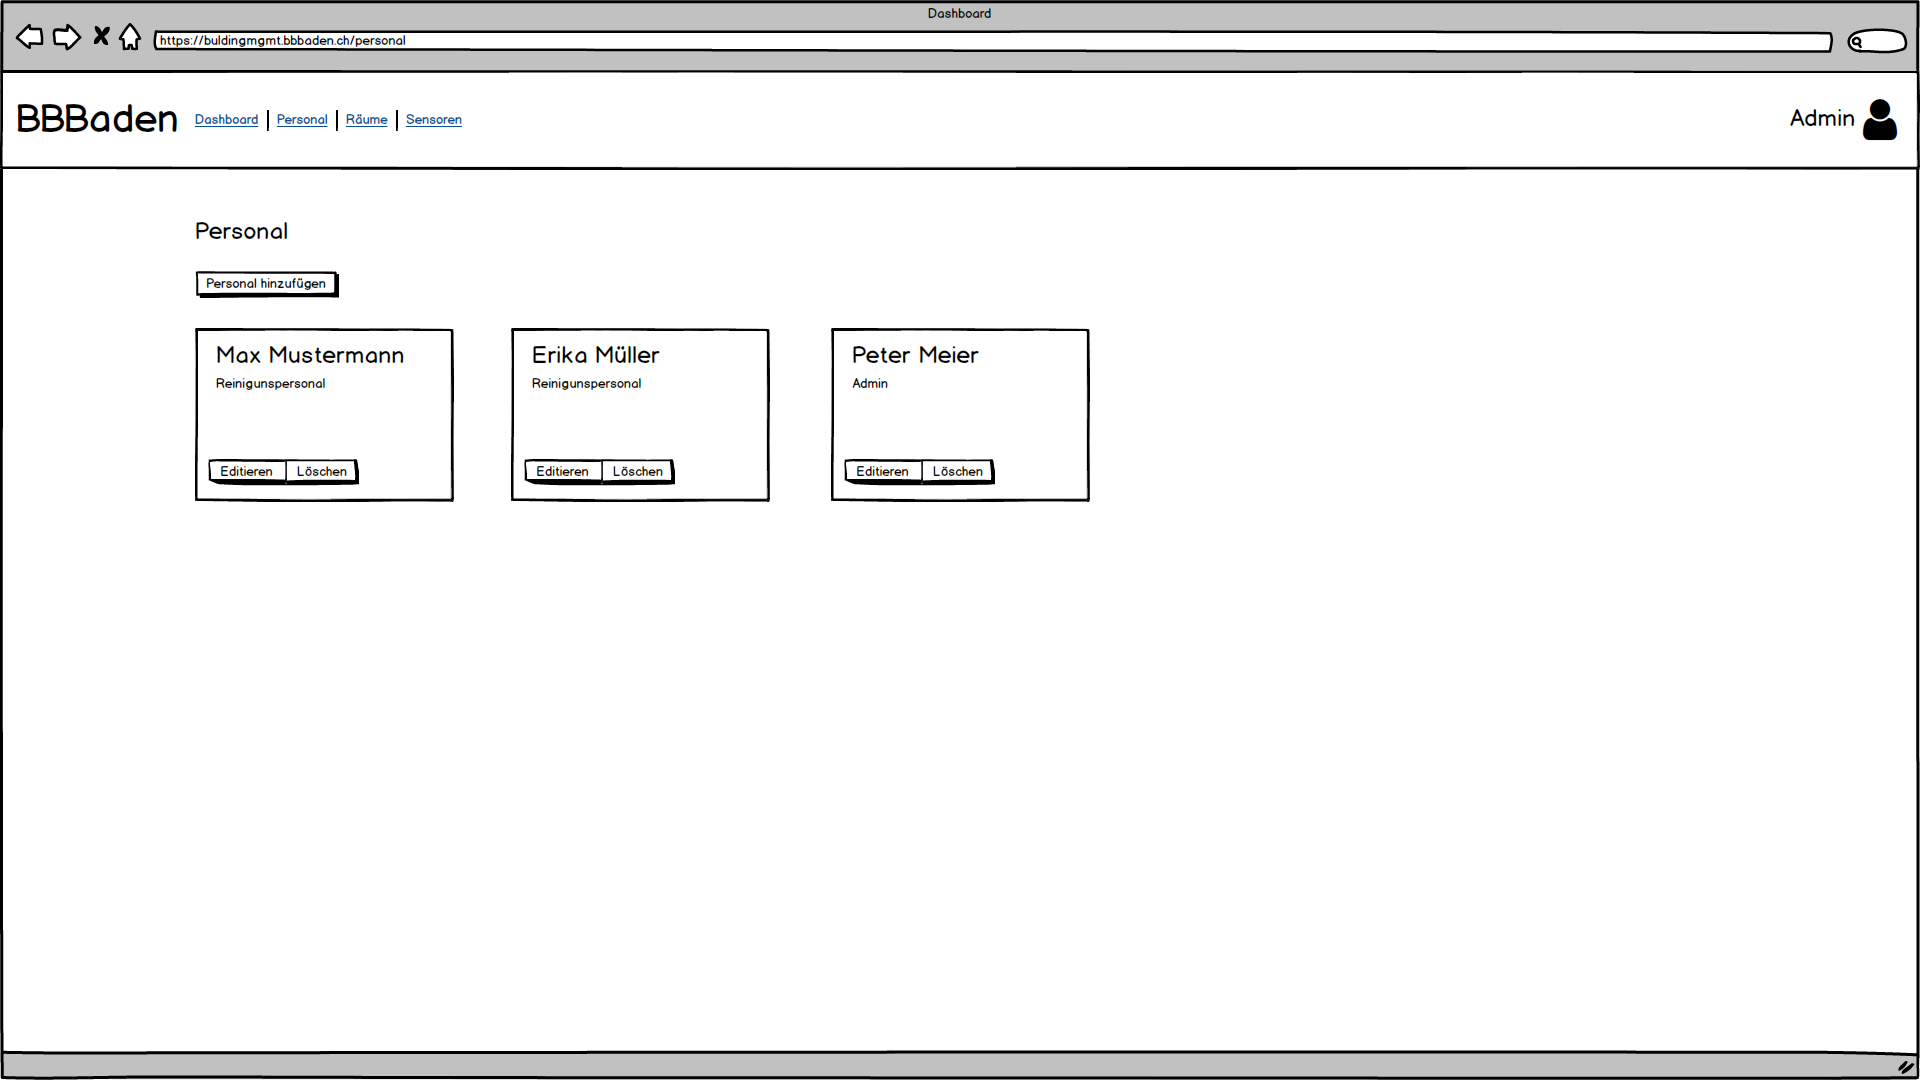 Dashboard
https://buldingmgmt.bbbaden.ch/personal
BBBaden Dashboard Personal Räume Sensoren Admin
Personal
Personal hinzufügen
Max Mustermann
Reinigunspersonal
Editieren Löschen
Erika Müller
Reinigunspersonal
Editieren Löschen
Peter Meier
Admin
Editieren Löschen